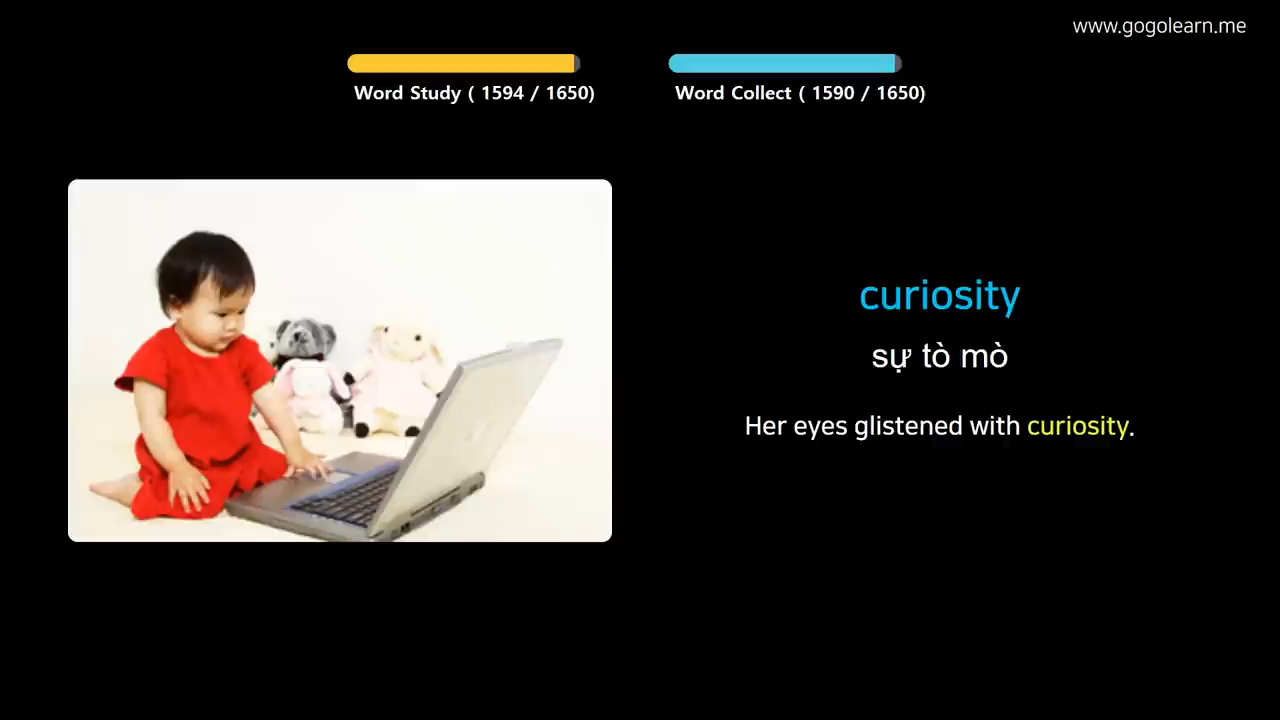 www.gogolearn.me
Word Study ( 1594 / 1650)
Word Collect ( 1590 / 1650)
curiosity
sự tò mò
Her eyes glistened with curiosity.